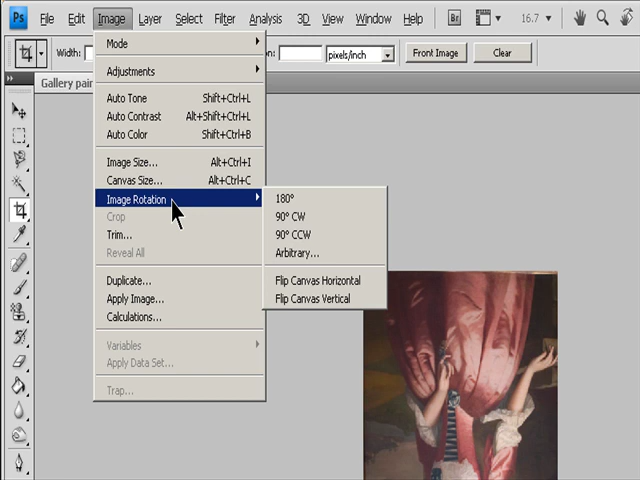 Ps File Edit Image Layer Select Filter Analysis 3D View Window Help Br 16.7
Width: pixels/inch Front Image Clear
Gallery pain
Mode
Adjustments
Auto Tone Shift+Ctrl+L
Auto Contrast Alt+Shift+Ctrl+L
Auto Color Shift+Ctrl+B
Image Size... Alt+Ctrl+I
Canvas Size... Alt+Ctrl+C
Image Rotation
Crop
Trim...
Reveal All
Duplicate...
Apply Image...
Calculations...
Variables
Apply Data Set...
Trap...
180°
90° CW
90° CCW
Arbitrary...
Flip Canvas Horizontal
Flip Canvas Vertical